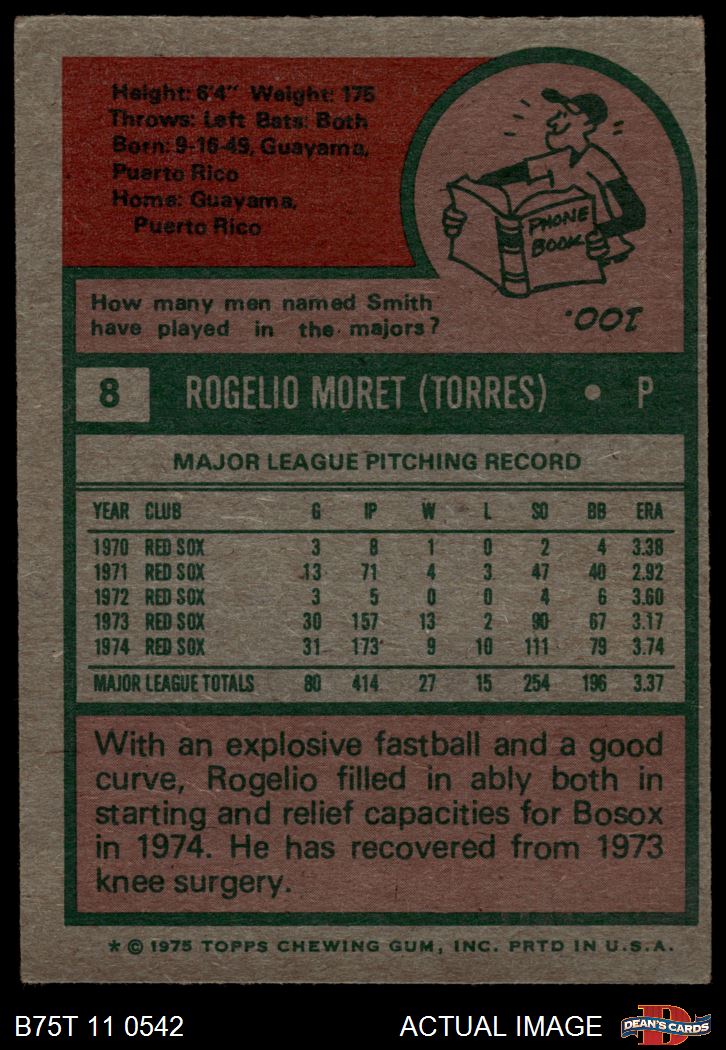 Height: 6'4" Weight: 175
Throws: Left Bats: Both
Born: 9-16-49, Guayama,
Puerto Rico
Home: Guayama,
Puerto Rico
PHONE
BOOK
How many men named Smith
have played in the majors?
100.
8 ROGELIO MORET (TORRES) • P
MAJOR LEAGUE PITCHING RECORD
YEAR CLUB G IP W L SO BB ERA
1970 RED SOX 3 8 1 0 2 4 3.38
1971 RED SOX 13 71 4 3 47 40 2.92
1972 RED SOX 3 5 0 0 4 6 3.60
1973 RED SOX 30 157 13 2 90 67 3.17
1974 RED SOX 31 173 9 10 111 79 3.74
MAJOR LEAGUE TOTALS 80 414 27 15 254 196 3.37
With an explosive fastball and a good
curve, Rogelio filled in ably both in
starting and relief capacities for Bosox
in 1974. He has recovered from 1973
knee surgery.
* © 1975 TOPPS CHEWING GUM, INC. PRTD IN U.S.A.
B75T 11 0542 ACTUAL IMAGE DEAN'S CARDS